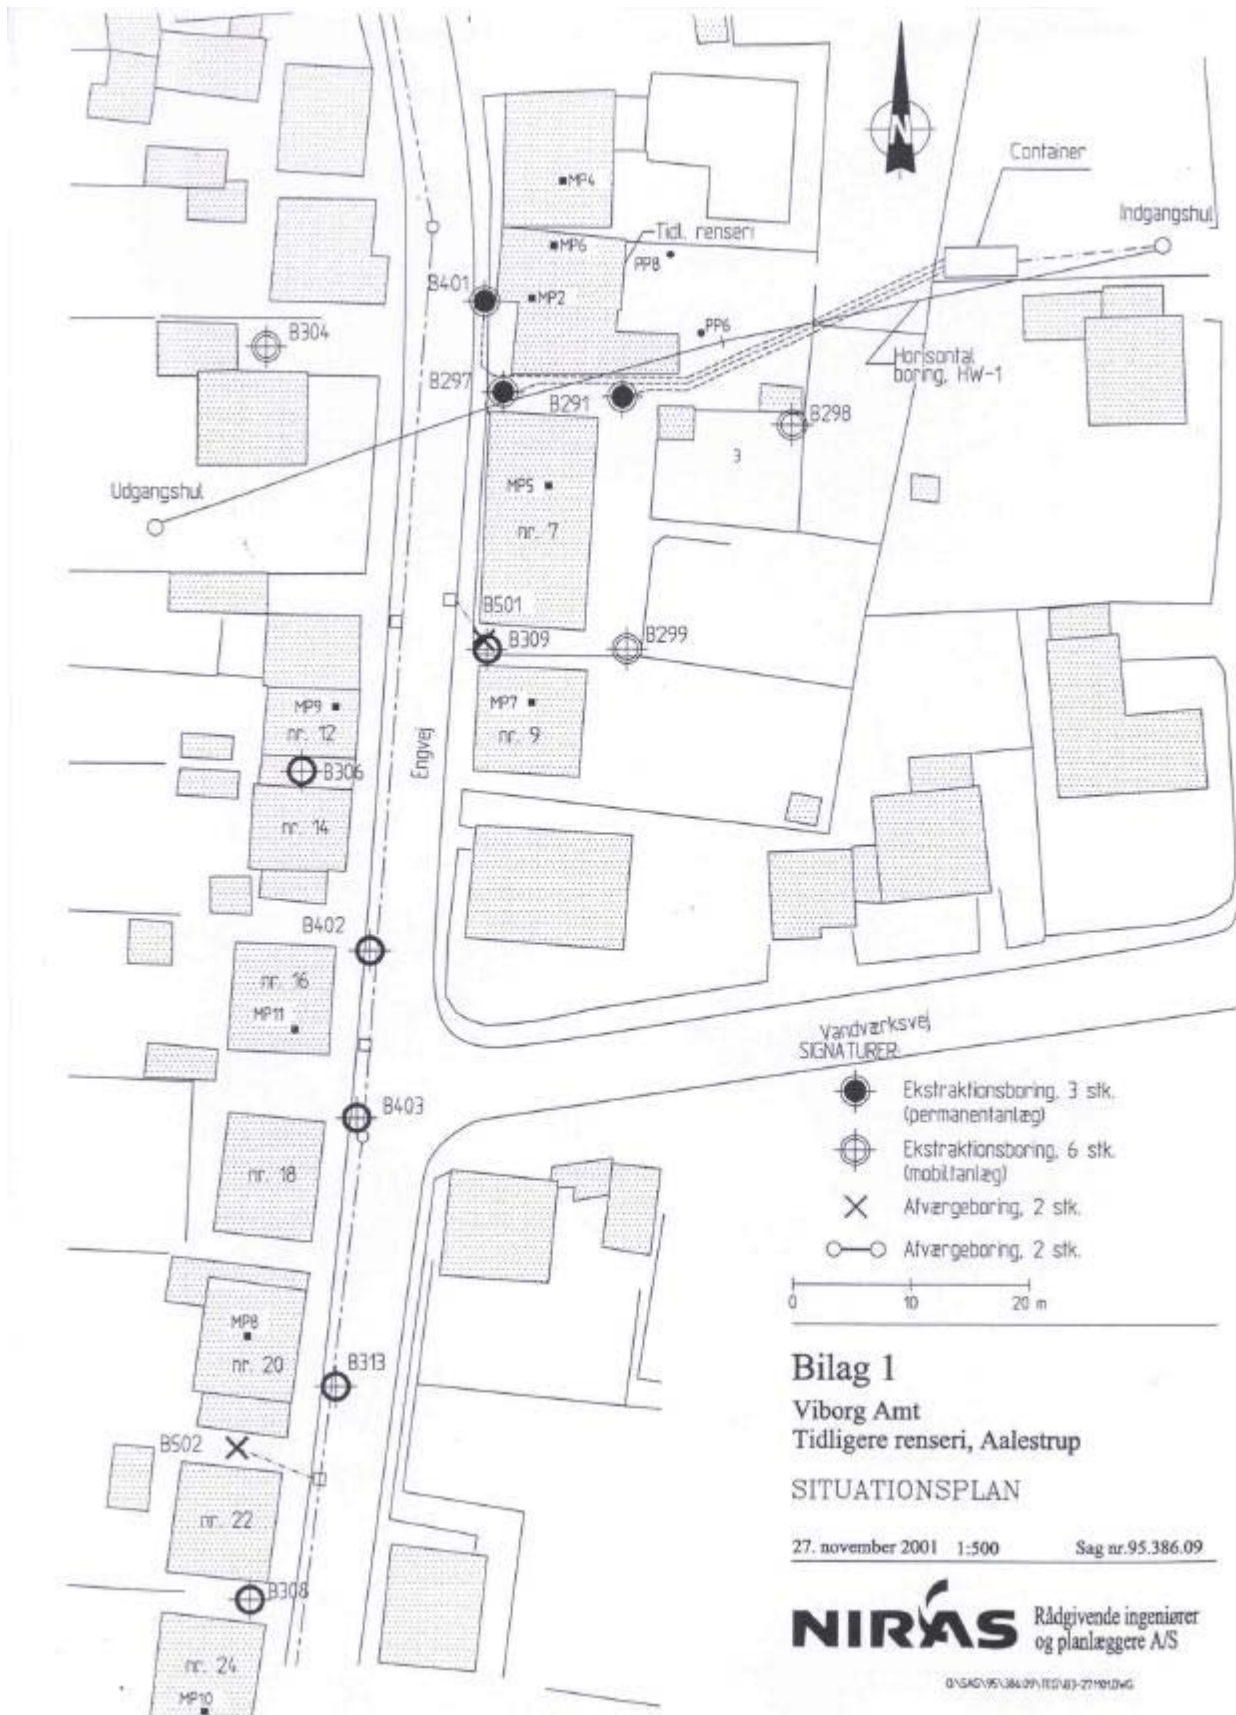 N
Container
Indgangshul
MP4
Tidl. renseri
MP6
PP8
B401
MP2
PP6
B304
Horisontal
boring, HW-1
B297
B291
B298
3
Udgangshul
MP5
nr. 7
B501
B309
B299
MP9
nr. 12
MP7
nr. 9
Engvej
B306
nr. 14
B402
nr. 16
MP11
Vandværksvej
SIGNATURER:
Ekstraktionsboring, 3 stk.
(permanentanlæg)
B403
Ekstraktionsboring, 6 stk.
(mobiltanlæg)
nr. 18
Afværgeboring, 2 stk.
Afværgeboring, 2 stk.
0 10 20 m
MP8
nr. 20
B313
Bilag 1
Viborg Amt
Tidligere renseri, Aalestrup
B502
SITUATIONSPLAN
nr. 22
27. november 2001 1:500 Sag nr.95.386.09
B308
NIRAS Rådgivende ingeniører
og planlæggere A/S
nr. 24
MP10